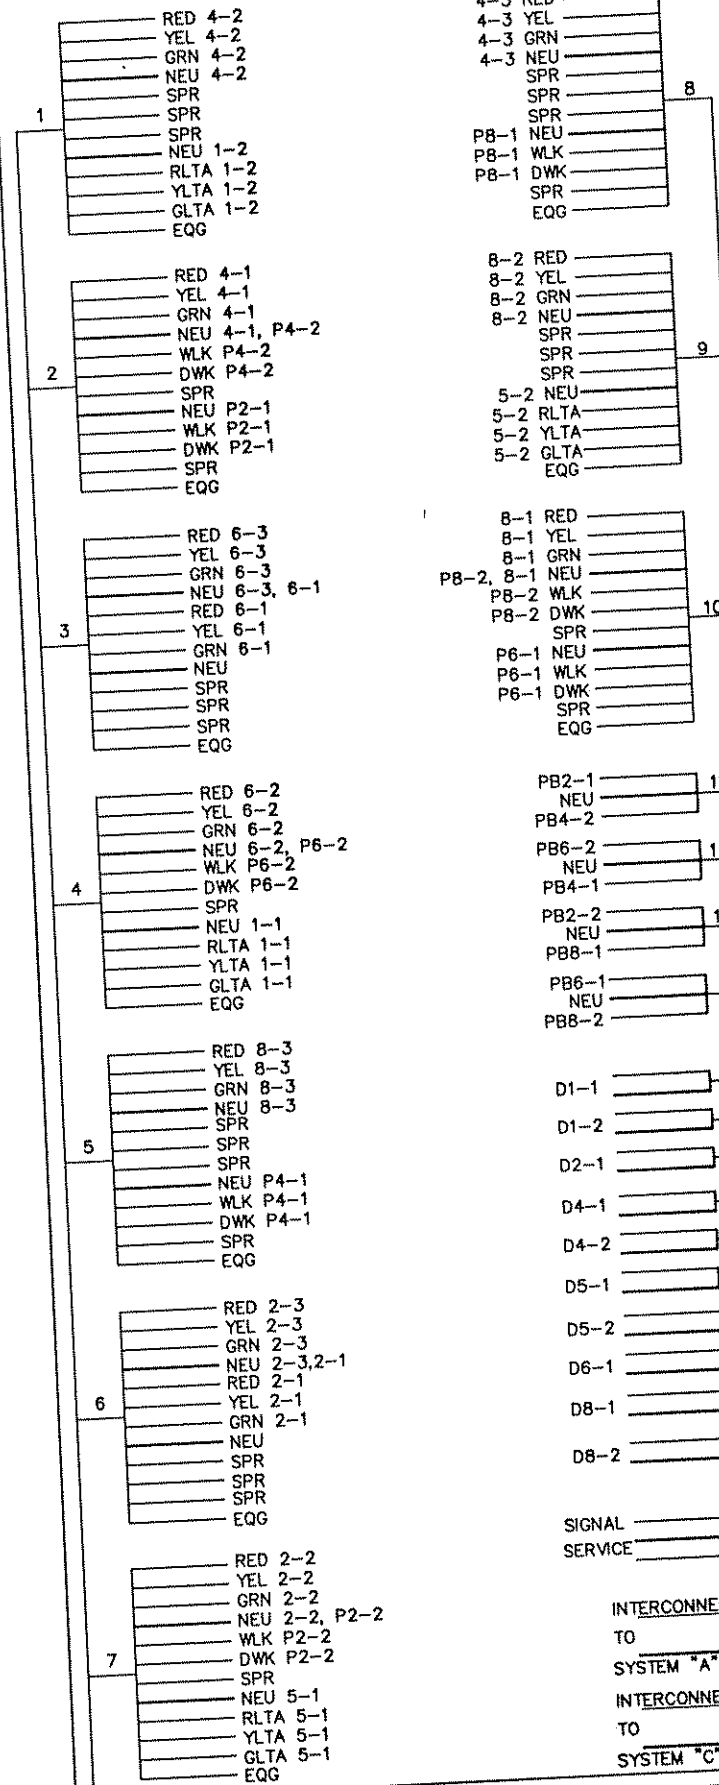 1
RED 4-2
YEL 4-2
GRN 4-2
NEU 4-2
SPR
SPR
SPR
NEU 1-2
RLTA 1-2
YLTA 1-2
GLTA 1-2
EQG
2
RED 4-1
YEL 4-1
GRN 4-1
NEU 4-1, P4-2
WLK P4-2
DWK P4-2
SPR
NEU P2-1
WLK P2-1
DWK P2-1
SPR
EQG
3
RED 6-3
YEL 6-3
GRN 6-3
NEU 6-3, 6-1
RED 6-1
YEL 6-1
GRN 6-1
NEU
SPR
SPR
SPR
EQG
4
RED 6-2
YEL 6-2
GRN 6-2
NEU 6-2, P6-2
WLK P6-2
DWK P6-2
SPR
NEU 1-1
RLTA 1-1
YLTA 1-1
GLTA 1-1
EQG
5
RED 8-3
YEL 8-3
GRN 8-3
NEU 8-3
SPR
SPR
SPR
NEU P4-1
WLK P4-1
DWK P4-1
SPR
EQG
6
RED 2-3
YEL 2-3
GRN 2-3
NEU 2-3,2-1
RED 2-1
YEL 2-1
GRN 2-1
NEU
SPR
SPR
SPR
EQG
7
RED 2-2
YEL 2-2
GRN 2-2
NEU 2-2, P2-2
WLK P2-2
DWK P2-2
SPR
NEU 5-1
RLTA 5-1
YLTA 5-1
GLTA 5-1
EQG
4-3 RED
4-3 YEL
4-3 GRN
4-3 NEU
SPR
SPR
SPR
P8-1 NEU
P8-1 WLK
P8-1 DWK
SPR
EQG
8
8-2 RED
8-2 YEL
8-2 GRN
8-2 NEU
SPR
SPR
SPR
5-2 NEU
5-2 RLTA
5-2 YLTA
5-2 GLTA
EQG
9
8-1 RED
8-1 YEL
8-1 GRN
P8-2, 8-1 NEU
P8-2 WLK
P8-2 DWK
SPR
P6-1 NEU
P6-1 WLK
P6-1 DWK
SPR
EQG
10
PB2-1
NEU
PB4-2
PB6-2
NEU
PB4-1
PB2-2
NEU
PB8-1
PB6-1
NEU
PB8-2
D1-1
D1-2
D2-1
D4-1
D4-2
D5-1
D5-2
D6-1
D8-1
D8-2
SIGNAL
SERVICE
INTERCONNE
TO
SYSTEM "A"
INTERCONNE
TO
SYSTEM "C"